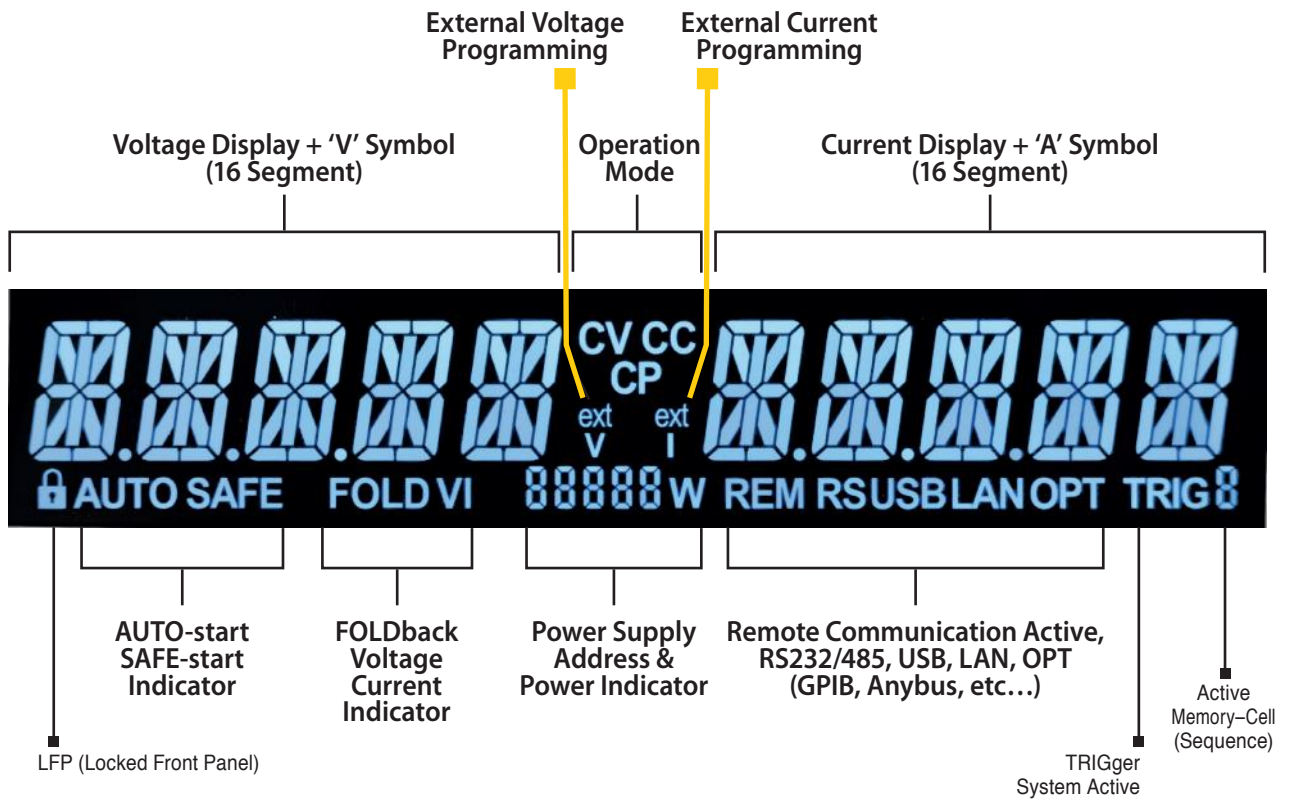 External Voltage
Programming
External Current
Programming
Voltage Display + ‘V’ Symbol
(16 Segment)
Operation
Mode
Current Display + ‘A’ Symbol
(16 Segment)
CV CC
CP
ext
V
ext
I
AUTO SAFE
FOLD VI
88888 W
REM RS USB LAN OPT
TRIG 8
AUTO-start
SAFE-start
Indicator
FOLDback
Voltage
Current
Indicator
Power Supply
Address &
Power Indicator
Remote Communication Active,
RS232/485, USB, LAN, OPT
(GPIB, Anybus, etc…)
Active
Memory–Cell
(Sequence)
LFP (Locked Front Panel)
TRIGger
System Active